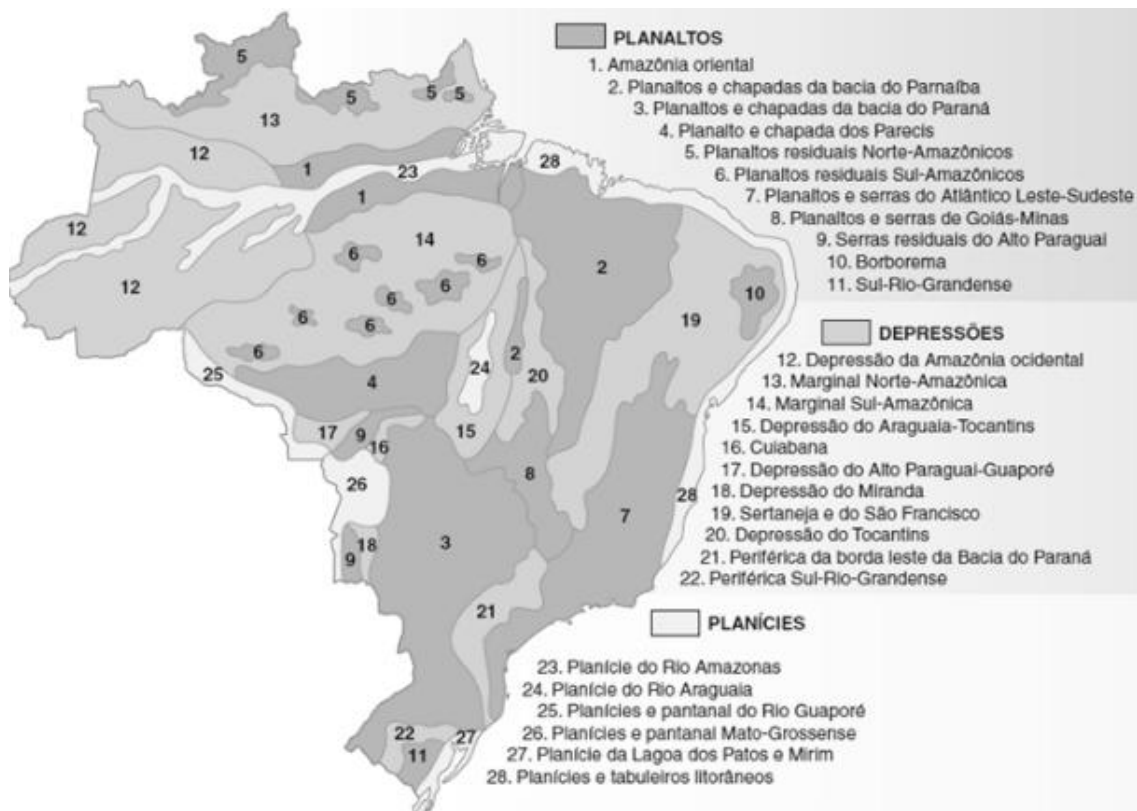 PLANALTOS
1. Amazônia oriental
2. Planaltos e chapadas da bacia do Parnaíba
3. Planaltos e chapadas da bacia do Paraná
4. Planalto e chapada dos Parecis
5. Planaltos residuais Norte-Amazônicos
6. Planaltos residuais Sul-Amazônicos
7. Planaltos e serras do Atlântico Leste-Sudeste
8. Planaltos e serras de Goiás-Minas
9. Serras residuais do Alto Paraguai
10. Borborema
11. Sul-Rio-Grandense
DEPRESSÕES
12. Depressão da Amazônia ocidental
13. Marginal Norte-Amazônica
14. Marginal Sul-Amazônica
15. Depressão do Araguaia-Tocantins
16. Cuiabana
17. Depressão do Alto Paraguai-Guaporé
18. Depressão do Miranda
19. Sertaneja e do São Francisco
20. Depressão do Tocantins
21. Periférica da borda leste da Bacia do Paraná
22. Periférica Sul-Rio-Grandense
PLANÍCIES
23. Planície do Rio Amazonas
24. Planície do Rio Araguaia
25. Planícies e pantanal do Rio Guaporé
26. Planícies e pantanal Mato-Grossense
27. Planície da Lagoa dos Patos e Mirim
28. Planícies e tabuleiros litorâneos
5
5
5
5
13
12
1
23
28
1
12
14
6
6
2
12
6
10
6
19
6
6
6
24
2
20
25
4
17
9
16
15
26
8
28
7
3
18
9
21
22
27
11